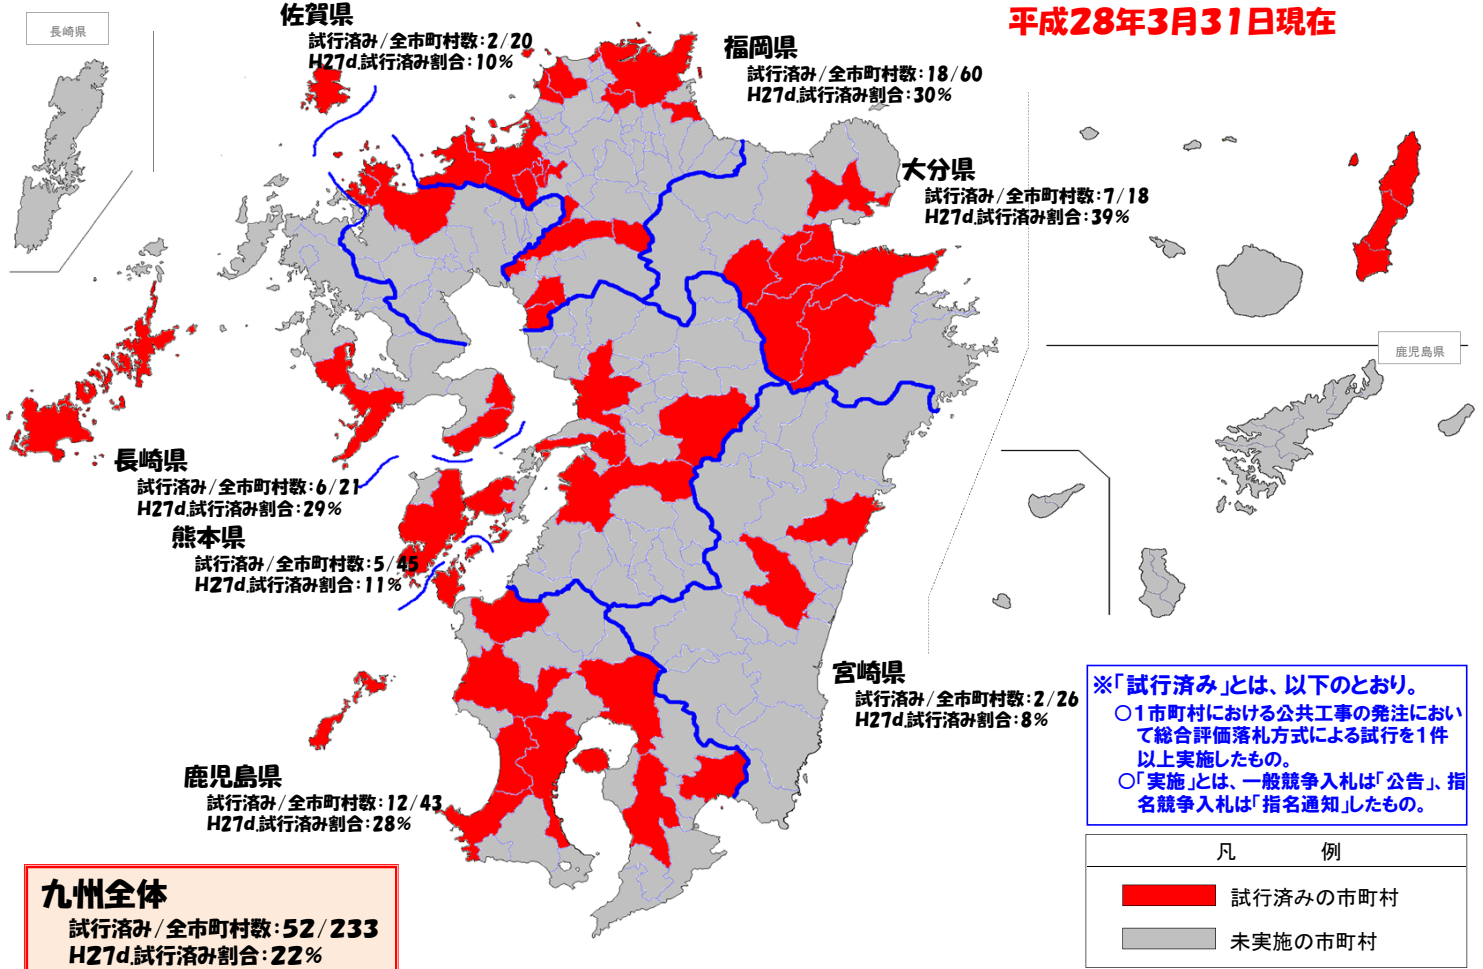 平成28年3月31日現在
長崎県
佐賀県
試行済み/全市町村数:2/20
H27d.試行済み割合:10%
福岡県
試行済み/全市町村数:18/60
H27d.試行済み割合:30%
大分県
試行済み/全市町村数:7/18
H27d.試行済み割合:39%
鹿児島県
長崎県
試行済み/全市町村数:6/21
H27d.試行済み割合:29%
熊本県
試行済み/全市町村数:5/45
H27d.試行済み割合:11%
宮崎県
試行済み/全市町村数:2/26
H27d.試行済み割合:8%
鹿児島県
試行済み/全市町村数:12/43
H27d.試行済み割合:28%
九州全体
試行済み/全市町村数:52/233
H27d.試行済み割合:22%
※「試行済み」とは、以下のとおり。
○1市町村における公共工事の発注におい
て総合評価落札方式による試行を1件
以上実施したもの。
○「実施」とは、一般競争入札は「公告」、指
名競争入札は「指名通知」したもの。
凡 例
試行済みの市町村
未実施の市町村